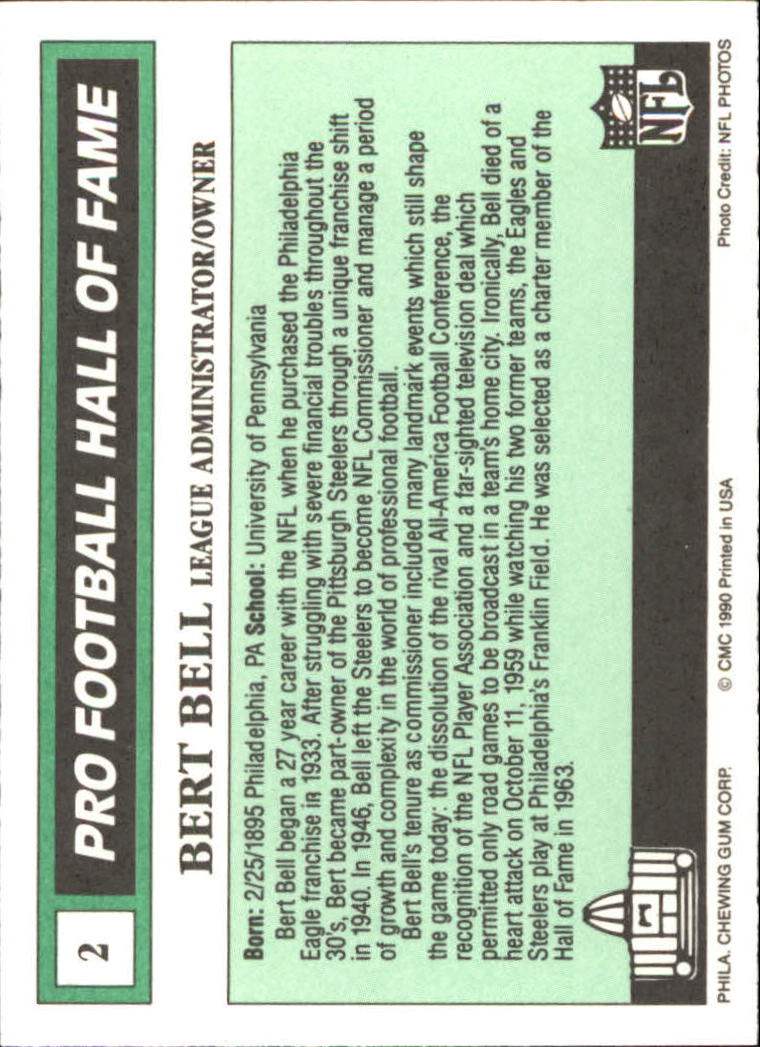 2
PRO FOOTBALL HALL OF FAME
BERT BELL LEAGUE ADMINISTRATOR/OWNER
Born: 2/25/1895 Philadelphia, PA School: University of Pennsylvania
Bert Bell began a 27 year career with the NFL when he purchased the Philadelphia
Eagle franchise in 1933. After struggling with severe financial troubles throughout the
30's, Bert became part-owner of the Pittsburgh Steelers through a unique franchise shift
in 1940. In 1946, Bell left the Steelers to become NFL Commissioner and manage a period
of growth and complexity in the world of professional football.
Bert Bell's tenure as commissioner included many landmark events which still shape
the game today: the dissolution of the rival All-America Football Conference, the
recognition of the NFL Player Association and a far-sighted television deal which
permitted only road games to be broadcast in a team's home city. Ironically, Bell died of a
heart attack on October 11, 1959 while watching his two former teams, the Eagles and
Steelers play at Philadelphia's Franklin Field. He was selected as a charter member of the
Hall of Fame in 1963.
NFL
PHILA. CHEWING GUM CORP. © CMC 1990 Printed in USA Photo Credit: NFL PHOTOS